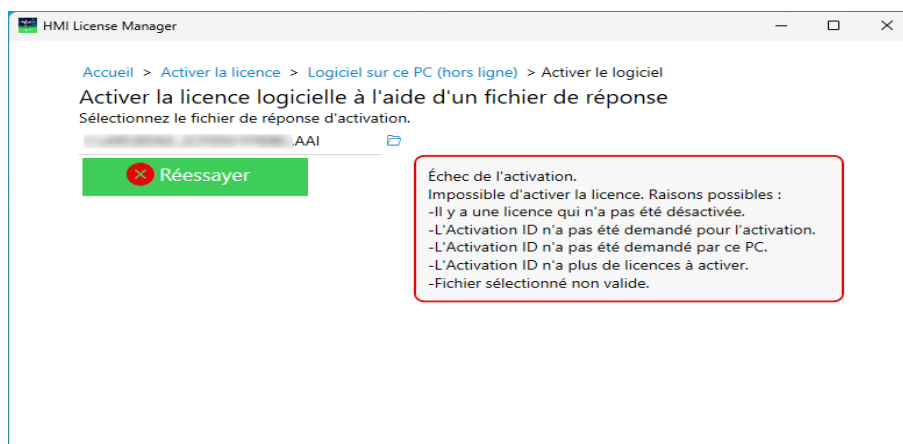 HMI License Manager
Accueil > Activer la licence > Logiciel sur ce PC (hors ligne) > Activer le logiciel
Activer la licence logicielle à l'aide d'un fichier de réponse
Sélectionnez le fichier de réponse d'activation.
.AAI
Réessayer
Échec de l'activation.
Impossible d'activer la licence. Raisons possibles :
-Il y a une licence qui n'a pas été désactivée.
-L'Activation ID n'a pas été demandé pour l'activation.
-L'Activation ID n'a pas été demandé par ce PC.
-L'Activation ID n'a plus de licences à activer.
-Fichier sélectionné non valide.